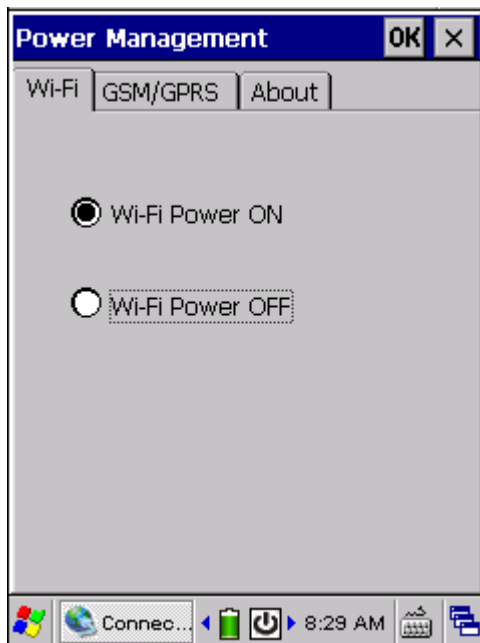 Power Management OK ×
Wi-Fi GSM/GPRS About
Wi-Fi Power ON
Wi-Fi Power OFF
Connec... 8:29 AM